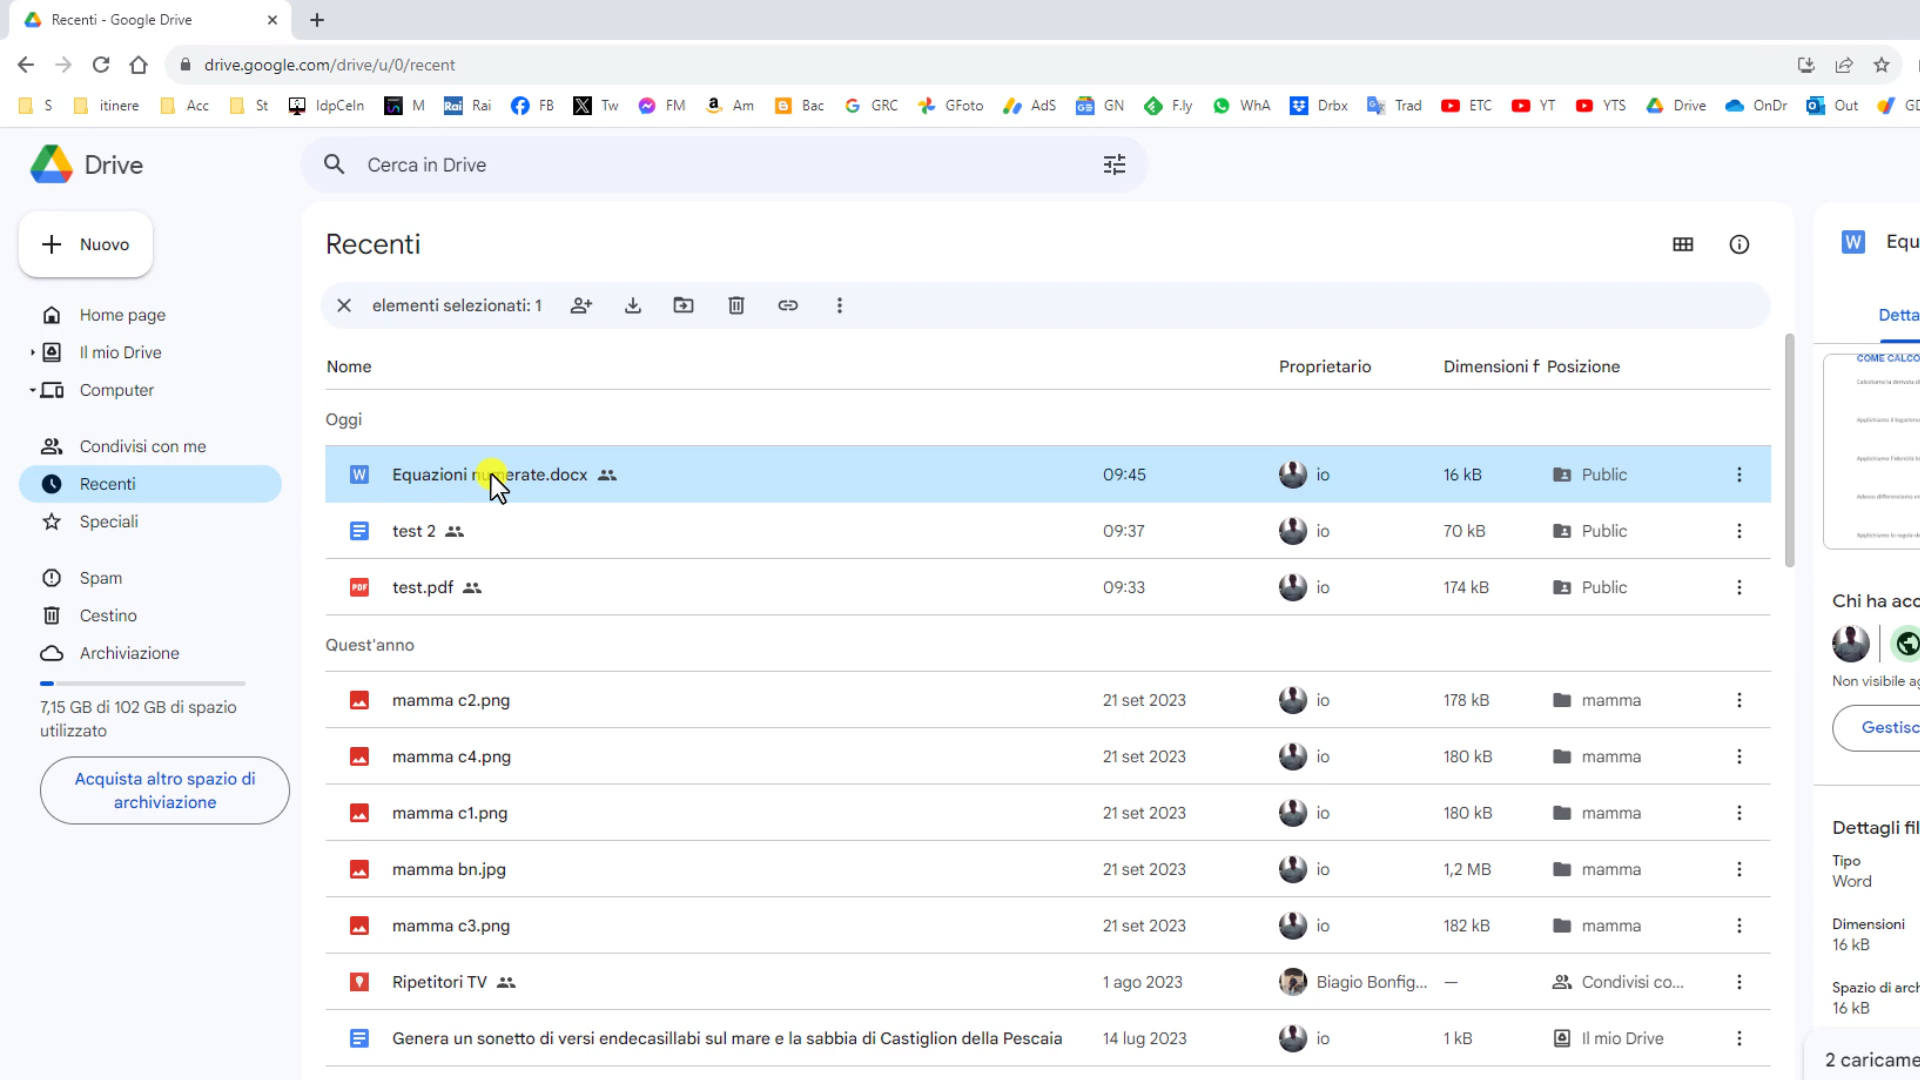 Recenti - Google Drive
drive.google.com/drive/u/0/recent
S itinere Acc St IdpCeIn M Rai Rai FB Tw FM Am Bac GRC GFoto AdS GN F.ly WhA Drbx Trad ETC YT YTS Drive OnDr Out
Drive
Cerca in Drive
Nuovo
Home page
Il mio Drive
Computer
Condivisi con me
Recenti
Speciali
Spam
Cestino
Archiviazione
7,15 GB di 102 GB di spazio
utilizzato
Acquista altro spazio di
archiviazione
Recenti
elementi selezionati: 1
Nome Proprietario Dimensioni f Posizione
Oggi
W Equazioni numerate.docx 09:45 io 16 kB Public
test 2 09:37 io 70 kB Public
PDF test.pdf 09:33 io 174 kB Public
Quest'anno
mamma c2.png 21 set 2023 io 178 kB mamma
mamma c4.png 21 set 2023 io 180 kB mamma
mamma c1.png 21 set 2023 io 180 kB mamma
mamma bn.jpg 21 set 2023 io 1,2 MB mamma
mamma c3.png 21 set 2023 io 182 kB mamma
Ripetitori TV 1 ago 2023 Biagio Bonfig... — Condivisi co...
Genera un sonetto di versi endecasillabi sul mare e la sabbia di Castiglion della Pescaia 14 lug 2023 io 1 kB Il mio Drive
W Equ
Detta
COME CALCO
Chi ha acc
Non visibile ag
Gestisc
Dettagli fil
Tipo
Word
Dimensioni
16 kB
Spazio di arch
16 kB
2 caricame